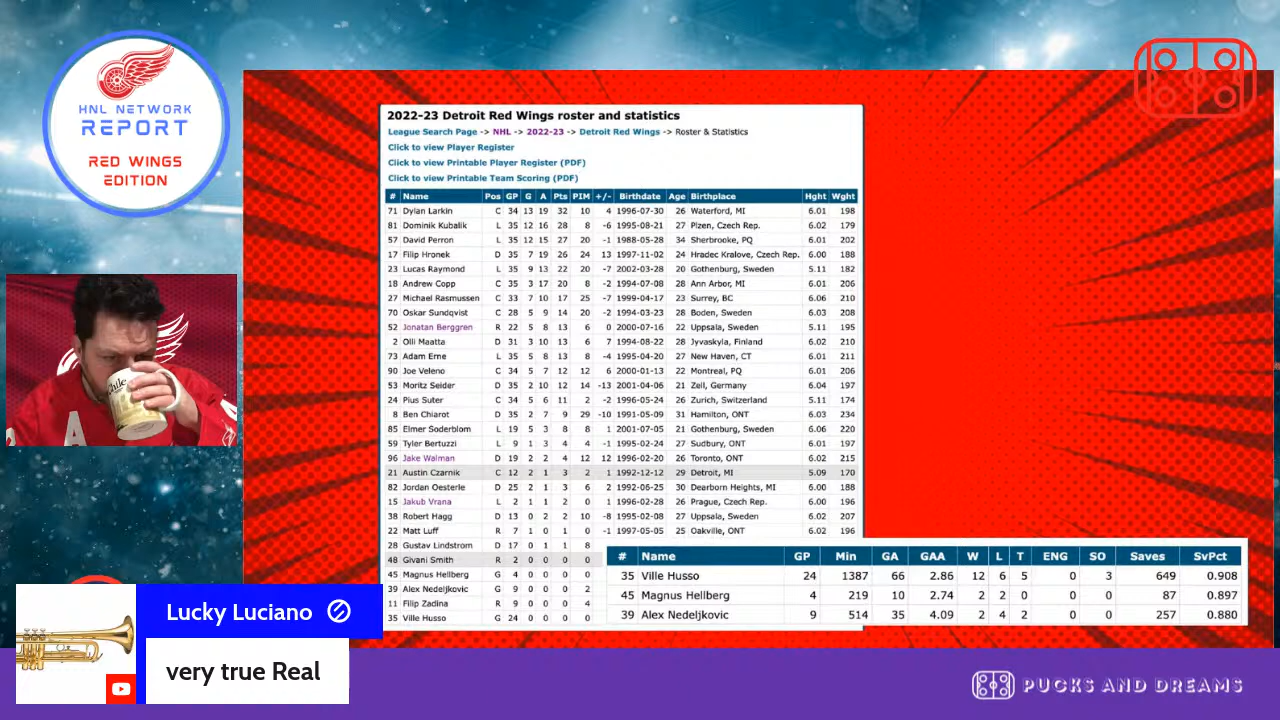 HNL NETWORK
REPORT
RED WINGS
EDITION
2022-23 Detroit Red Wings roster and statistics
League Search Page -> NHL -> 2022-23 -> Detroit Red Wings -> Roster & Statistics
Click to view Player Register
Click to view Printable Player Register (PDF)
Click to view Printable Team Scoring (PDF)
# Name Pos GP G A Pts PIM +/- Birthdate Age Birthplace Hght Wght
71 Dylan Larkin C 34 13 19 32 10 4 1996-07-30 26 Waterford, MI 6.01 198
81 Dominik Kubalik L 35 12 16 28 8 -6 1995-08-21 27 Plzen, Czech Rep. 6.02 179
57 David Perron L 35 12 15 27 20 -1 1988-05-28 34 Sherbrooke, PQ 6.01 202
17 Filip Hronek D 35 7 19 26 24 13 1997-11-02 24 Hradec Kralove, Czech Rep. 6.00 188
23 Lucas Raymond L 35 9 13 22 20 -7 2002-03-28 20 Gothenburg, Sweden 5.11 182
18 Andrew Copp C 35 3 17 20 8 -2 1994-07-08 28 Ann Arbor, MI 6.01 206
27 Michael Rasmussen C 33 7 10 17 25 -7 1999-04-17 23 Surrey, BC 6.06 210
70 Oskar Sundqvist C 28 5 9 14 20 -2 1994-03-23 28 Boden, Sweden 6.03 208
52 Jonatan Berggren R 22 5 8 13 6 0 2000-07-16 22 Uppsala, Sweden 5.11 195
2 Olli Maatta D 31 3 10 13 6 7 1994-08-22 28 Jyvaskyla, Finland 6.02 210
73 Adam Erne L 35 5 8 13 8 -4 1995-04-20 27 New Haven, CT 6.01 211
90 Joe Veleno C 34 5 7 12 12 6 2000-01-13 22 Montreal, PQ 6.01 206
53 Moritz Seider D 35 2 10 12 14 -13 2001-04-06 21 Zell, Germany 6.04 197
24 Pius Suter C 34 5 6 11 2 -2 1996-05-24 26 Zurich, Switzerland 5.11 174
8 Ben Chiarot D 35 2 7 9 29 -10 1991-05-09 31 Hamilton, ONT 6.03 234
85 Elmer Soderblom L 19 5 3 8 8 1 2001-07-05 21 Gothenburg, Sweden 6.06 220
59 Tyler Bertuzzi L 9 1 3 4 4 -1 1995-02-24 27 Sudbury, ONT 6.01 197
96 Jake Walman D 19 2 2 4 12 12 1996-02-20 26 Toronto, ONT 6.02 215
21 Austin Czarnik C 12 2 1 3 2 1 1992-12-12 29 Detroit, MI 5.09 170
82 Jordan Oesterle D 25 2 1 3 6 2 1992-06-25 30 Dearborn Heights, MI 6.00 188
15 Jakub Vrana L 2 1 1 2 0 1 1996-02-28 26 Prague, Czech Rep. 6.00 196
38 Robert Hagg D 13 0 2 2 10 -8 1995-02-08 27 Uppsala, Sweden 6.02 207
22 Matt Luff R 7 1 0 1 0 -1 1997-05-05 25 Oakville, ONT 6.02 196
28 Gustav Lindstrom D 17 0 1 1 8
48 Givani Smith R 2 0 0 0 0
45 Magnus Hellberg G 4 0 0 0 0
39 Alex Nedeljkovic G 9 0 0 0 2
11 Filip Zadina R 9 0 0 0 4
35 Ville Husso G 24 0 0 0 0
# Name GP Min GA GAA W L T ENG SO Saves SvPct
35 Ville Husso 24 1387 66 2.86 12 6 5 0 3 649 0.908
45 Magnus Hellberg 4 219 10 2.74 2 2 0 0 0 87 0.897
39 Alex Nedeljkovic 9 514 35 4.09 2 4 2 0 0 257 0.880
Lucky Luciano
very true Real
PUCKS AND DREAMS
A